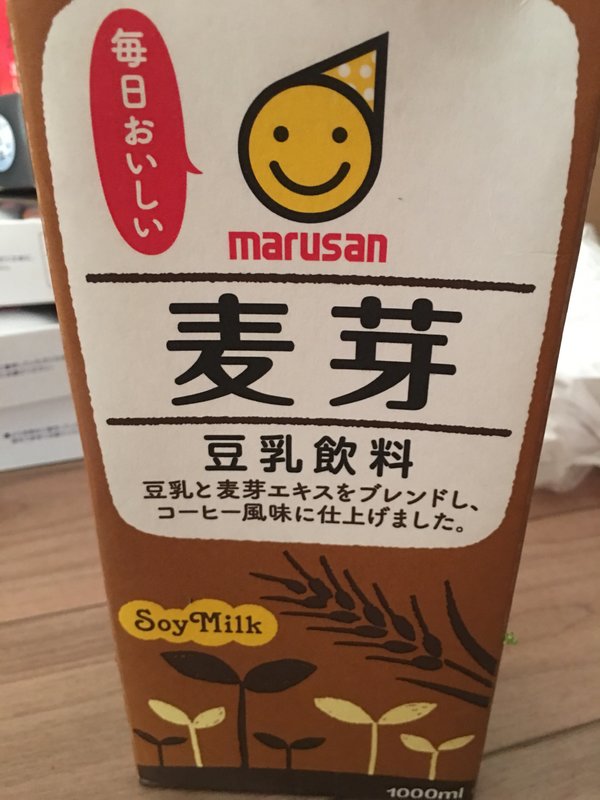 毎日おいしい
marusan
麦芽
豆乳飲料
豆乳と麦芽エキスをブレンドし、
コーヒー風味に仕上げました。
Soy Milk
1000ml